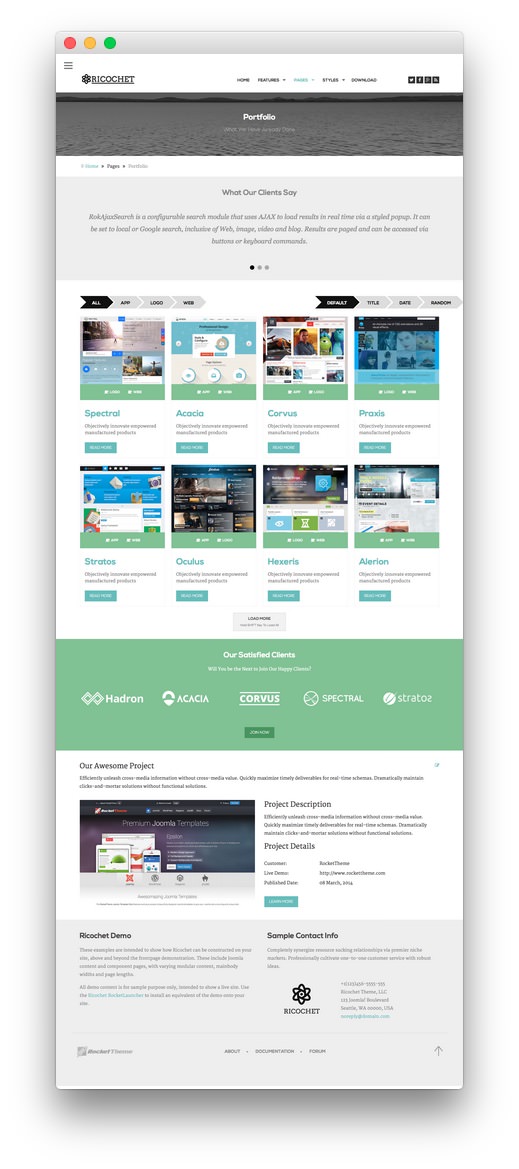 RICOCHET
HOME FEATURES PAGES STYLES DOWNLOAD
Portfolio
What We Have Already Done
Home » Pages » Portfolio
What Our Clients Say
RokAjaxSearch is a configurable search module that uses AJAX to load results in real time via a styled popup. It can
be set to local or Google search, inclusive of Web, image, video and blog. Results are paged and can be accessed via
buttons or keyboard commands.
ALL APP LOGO WEB
DEFAULT TITLE DATE RANDOM
LOGO WEB
APP WEB
LOGO WEB
LOGO WEB
Spectral
Acacia
Corvus
Praxis
Objectively innovate empowered
manufactured products
Objectively innovate empowered
manufactured products
Objectively innovate empowered
manufactured products
Objectively innovate empowered
manufactured products
READ MORE
READ MORE
READ MORE
READ MORE
APP WEB
APP LOGO
APP WEB
APP WEB
Stratos
Oculus
Hexeris
Alerion
Objectively innovate empowered
manufactured products
Objectively innovate empowered
manufactured products
Objectively innovate empowered
manufactured products
Objectively innovate empowered
manufactured products
READ MORE
READ MORE
READ MORE
READ MORE
LOAD MORE
Hold SHIFT Key To Load All
Our Satisfied Clients
Will You be the Next to Join Our Happy Clients?
Hadron ACACIA CORVUS SPECTRAL stratos
JOIN NOW
Our Awesome Project
Efficiently unleash cross-media information without cross-media value. Quickly maximize timely deliverables for real-time schemas. Dramatically maintain
clicks-and-mortar solutions without functional solutions.
RocketTheme
Premium Joomla Templates
Epsilon
Awesomazing Joomla Templates
Project Description
Efficiently unleash cross-media information without cross-media value.
Quickly maximize timely deliverables for real-time schemas. Dramatically
maintain clicks-and-mortar solutions without functional solutions.
Project Details
Customer: RocketTheme
Live Demo: http://www.rockettheme.com
Published Date: 08 March, 2014
LEARN MORE
Ricochet Demo
These examples are intended to show how Ricochet can be constructed on your
site, above and beyond the frontpage demonstration. These include Joomla
content and component pages, with varying modular content, mainbody
widths and page lengths.
All demo content is for sample purpose only, intended to show a live site. Use
the Ricochet RocketLauncher to install an equivalent of the demo onto your
site.
Sample Contact Info
Completely synergize resource sucking relationships via premier niche
markets. Professionally cultivate one-to-one customer service with robust
ideas.
RICOCHET
+1(555)450-5555-555
Ricochet Theme, LLC
123 Joomla! Boulevard
Seattle, WA 00000, USA
noreply@domain.com
RocketTheme
ABOUT • DOCUMENTATION • FORUM